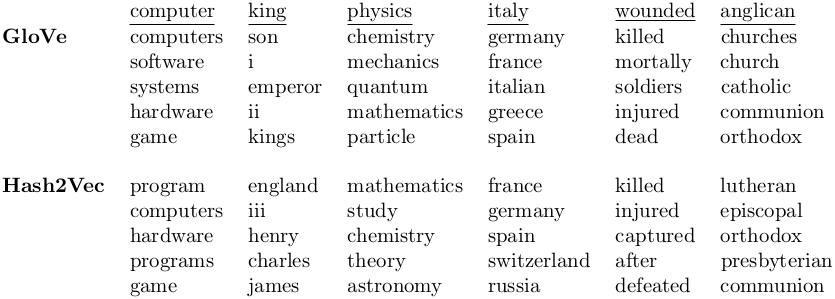 computer king physics italy wounded anglican
GloVe computers son chemistry germany killed churches
software i mechanics france mortally church
systems emperor quantum italian soldiers catholic
hardware ii mathematics greece injured communion
game kings particle spain dead orthodox
Hash2Vec program england mathematics france killed lutheran
computers iii study germany injured episcopal
hardware henry chemistry spain captured orthodox
programs charles theory switzerland after presbyterian
game james astronomy russia defeated communion